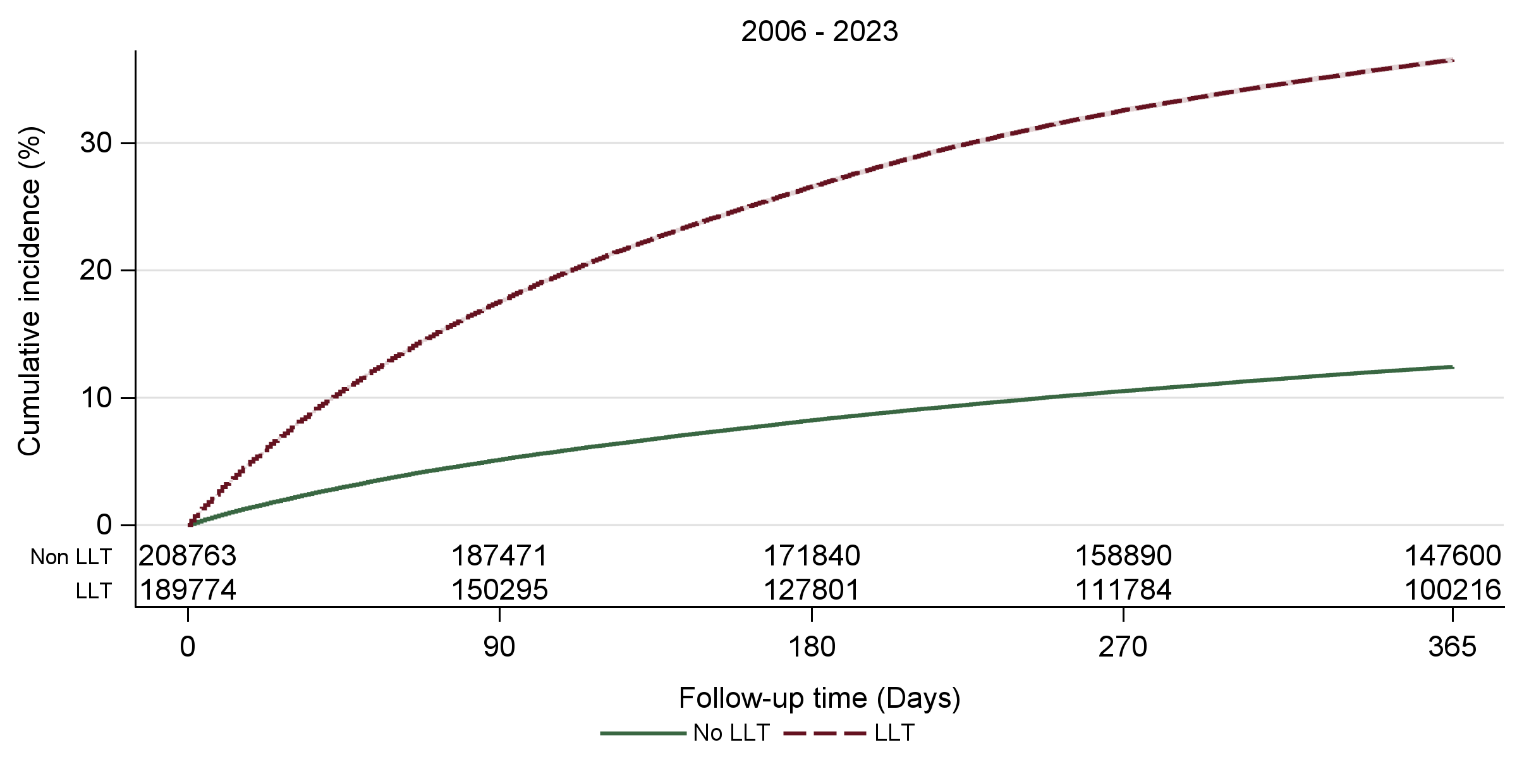 2006 - 2023
Cumulative incidence (%)
30
20
10
0
Non LLT 208763 187471 171840 158890 147600
LLT 189774 150295 127801 111784 100216
0 90 180 270 365
Follow-up time (Days)
No LLT LLT